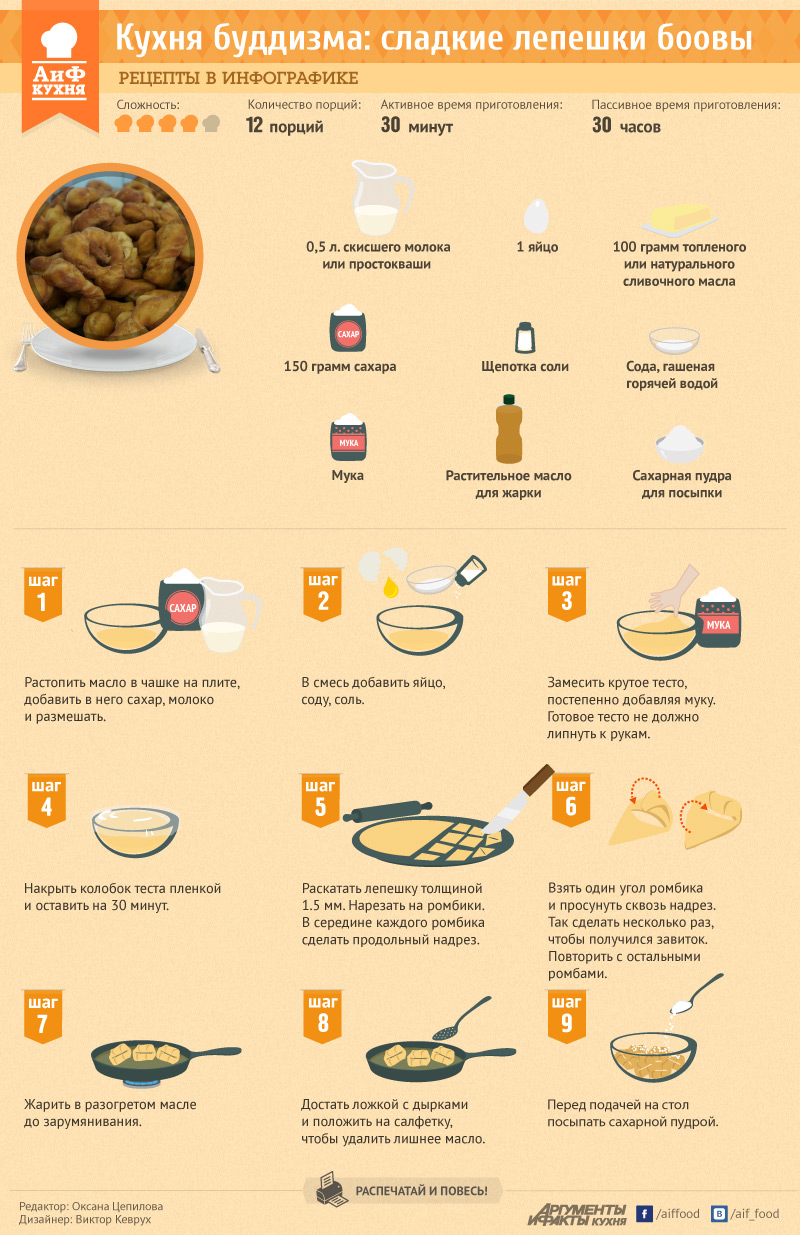 Кухня буддизма: сладкие лепешки боовы
АиФ
КУХНЯ
РЕЦЕПТЫ В ИНФОГРАФИКЕ
Сложность:
Количество порций:
12 порций
Активное время приготовления:
30 минут
Пассивное время приготовления:
30 часов
0,5 л. скисшего молока
или простокваши
1 яйцо
100 грамм топленого
или натурального
сливочного масла
САХАР
150 грамм сахара
Щепотка соли
Сода, гашеная
горячей водой
МУКА
Мука
Растительное масло
для жарки
Сахарная пудра
для посыпки
шаг
1
САХАР
Растопить масло в чашке на плите,
добавить в него сахар, молоко
и размешать.
шаг
2
В смесь добавить яйцо,
соду, соль.
шаг
3
МУКА
Замесить крутое тесто,
постепенно добавляя муку.
Готовое тесто не должно
липнуть к рукам.
шаг
4
Накрыть колобок теста пленкой
и оставить на 30 минут.
шаг
5
Раскатать лепешку толщиной
1.5 мм. Нарезать на ромбики.
В середине каждого ромбика
сделать продольный надрез.
шаг
6
Взять один угол ромбика
и просунуть сквозь надрез.
Так сделать несколько раз,
чтобы получился завиток.
Повторить с остальными
ромбами.
шаг
7
Жарить в разогретом масле
до зарумянивания.
шаг
8
Достать ложкой с дырками
и положить на салфетку,
чтобы удалить лишнее масло.
шаг
9
Перед подачей на стол
посыпать сахарной пудрой.
РАСПЕЧАТАЙ И ПОВЕСЬ!
Редактор: Оксана Цепилова
Дизайнер: Виктор Кеврух
АРГУМЕНТЫ
И ФАКТЫ КУХНЯ
f /aiffood
B /aif_food